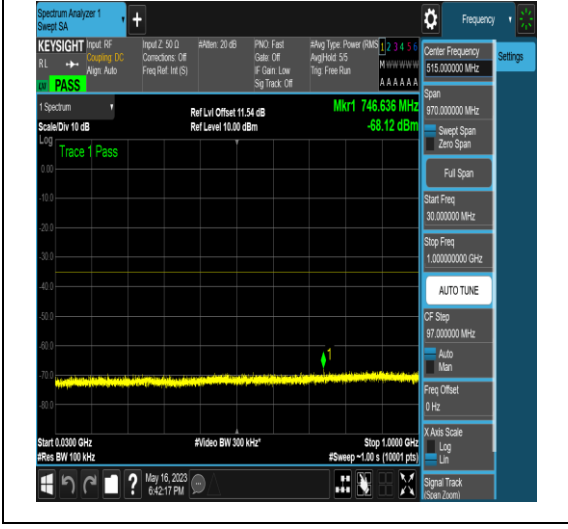 Spectrum Analyzer 1
Swept SA
Frequency
KEYSIGHT
RL
PASS
Input: RF
Coupling: DC
Align: Auto
Input Z: 50 Ω
Corrections: Off
Freq Ref: Int (S)
#Atten: 20 dB
PNO: Fast
Gate: Off
IF Gain: Low
Sig Track: Off
#Avg Type: Power (RMS
Avg|Hold: 5/5
Trig: Free Run
1 2 3 4 5 6
M W W W W W
A A A A A A
1 Spectrum
Scale/Div 10 dB
Ref Lvl Offset 11.54 dB
Ref Level 10.00 dBm
Mkr1 746.636 MHz
-68.12 dBm
Log
Trace 1 Pass
0.00
-10.0
-20.0
-30.0
-40.0
-50.0
-60.0
-70.0
-80.0
1
Start 0.0300 GHz
#Res BW 100 kHz
#Video BW 300 kHz*
Stop 1.0000 GHz
#Sweep ~1.00 s (10001 pts)
May 16, 2023
6:42:17 PM
Center Frequency
515.000000 MHz
Settings
Span
970.000000 MHz
Swept Span
Zero Span
Full Span
Start Freq
30.000000 MHz
Stop Freq
1.000000000 GHz
AUTO TUNE
CF Step
97.000000 MHz
Auto
Man
Freq Offset
0 Hz
X Axis Scale
Log
Lin
Signal Track
(Span Zoom)